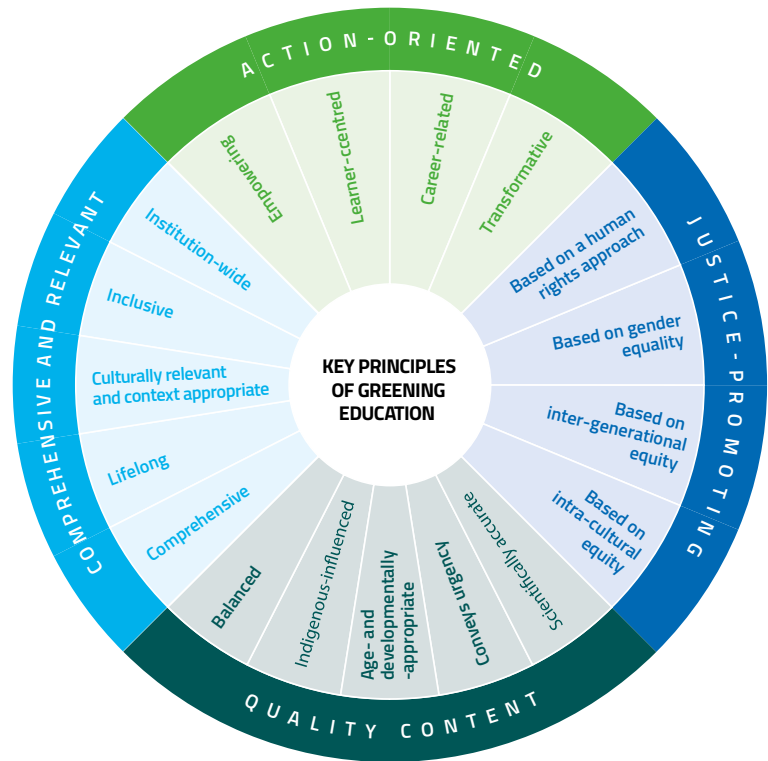 KEY PRINCIPLES
OF GREENING
EDUCATION
ACTION-ORIENTED
Empowering
Learner-ccentred
Career-related
Transformative
JUSTICE-PROMOTING
Based on a human
rights approach
Based on gender
equality
Based on
inter-generational
equity
Based on
intra-cultural
equity
QUALITY CONTENT
Scientifically accurate
Conveys urgency
Age- and
developmentally
-appropriate
Indigenous-influenced
Balanced
COMPREHENSIVE AND RELEVANT
Comprehensive
Lifelong
Culturally relevant
and context appropriate
Inclusive
Institution-wide